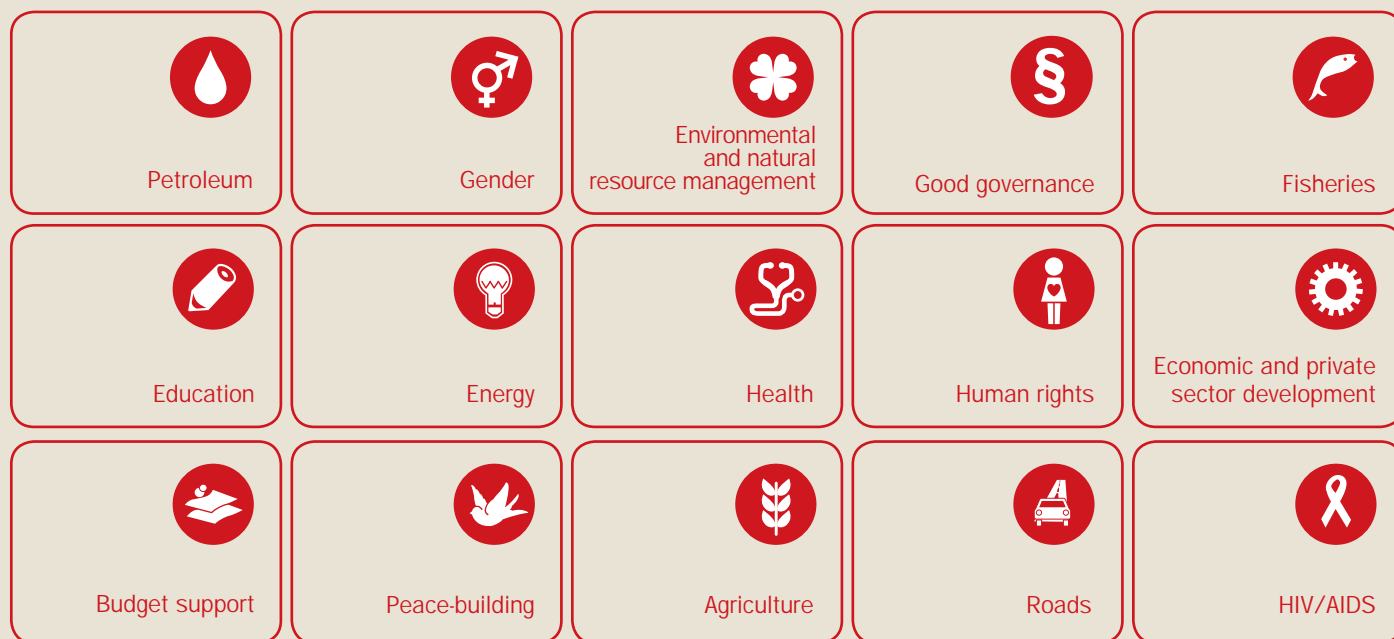 Petroleum
Gender
Environmental
and natural
resource management
§
Good governance
Fisheries
Education
Energy
Health
Human rights
Economic and private
sector development
Budget support
Peace-building
Agriculture
Roads
HIV/AIDS